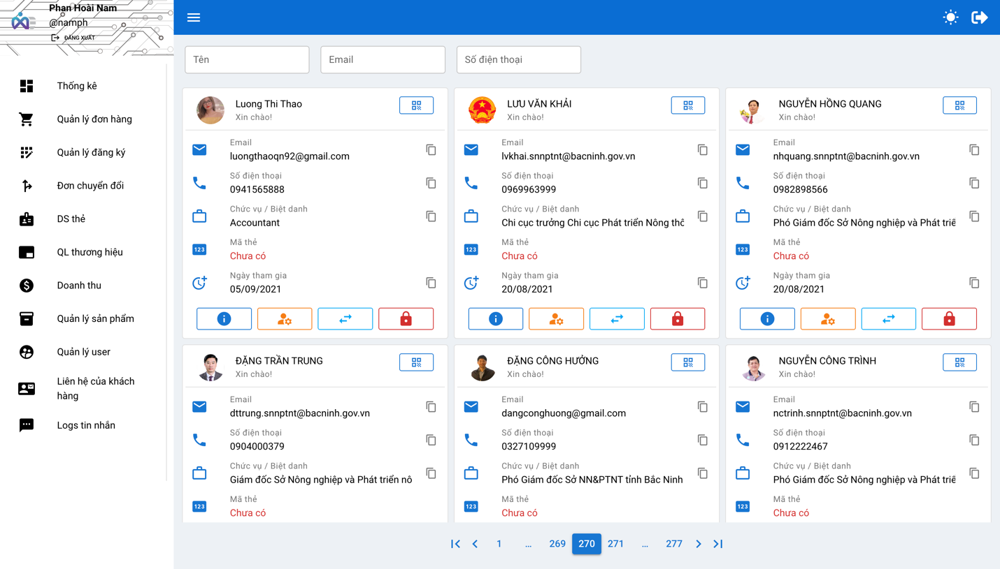 Phan Hoài Nam
@namph
ĐĂNG XUẤT
Thống kê
Quản lý đơn hàng
Quản lý đăng ký
Đơn chuyển đổi
DS thẻ
QL thương hiệu
Doanh thu
Quản lý sản phẩm
Quản lý user
Liên hệ của khách
hàng
Logs tin nhắn
Tên
Email
Số điện thoại
Luong Thi Thao
Xin chào!
Email
luongthaoqn92@gmail.com
Số điện thoại
0941565888
Chức vụ / Biệt danh
Accountant
123
Mã thẻ
Chưa có
Ngày tham gia
05/09/2021
LƯU VĂN KHẢI
Xin chào!
Email
lvkhai.snnptnt@bacninh.gov.vn
Số điện thoại
0969963999
Chức vụ / Biệt danh
Chi cục trưởng Chi cục Phát triển Nông thô
123
Mã thẻ
Chưa có
Ngày tham gia
20/08/2021
NGUYỄN HỒNG QUANG
Xin chào!
Email
nhquang.snnptnt@bacninh.gov.vn
Số điện thoại
0982898566
Chức vụ / Biệt danh
Phó Giám đốc Sở Nông nghiệp và Phát triể
123
Mã thẻ
Chưa có
Ngày tham gia
20/08/2021
ĐẶNG TRẦN TRUNG
Xin chào!
Email
dttrung.snnptnt@bacninh.gov.vn
Số điện thoại
0904000379
Chức vụ / Biệt danh
Giám đốc Sở Nông nghiệp và Phát triển nô
123
Mã thẻ
Chưa có
ĐẶNG CÔNG HƯỞNG
Xin chào!
Email
dangconghuong@gmail.com
Số điện thoại
0327109999
Chức vụ / Biệt danh
Phó Giám đốc Sở NN&PTNT tỉnh Bắc Ninh
123
Mã thẻ
Chưa có
NGUYỄN CÔNG TRÌNH
Xin chào!
Email
nctrinh.snnptnt@bacninh.gov.vn
Số điện thoại
0912222467
Chức vụ / Biệt danh
Phó Giám đốc Sở Nông nghiệp và Phát triể
123
Mã thẻ
Chưa có
1 ... 269 270 271 ... 277